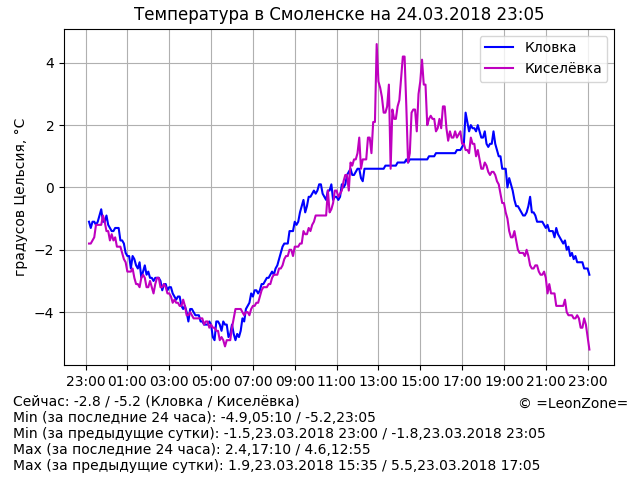 Температура в Смоленске на 24.03.2018 23:05
Кловка
Киселёвка
градусов Цельсия, °C
4
2
0
−2
−4
23:00 01:00 03:00 05:00 07:00 09:00 11:00 13:00 15:00 17:00 19:00 21:00 23:00
Сейчас: -2.8 / -5.2 (Кловка / Киселёвка)
© =LeonZone=
Min (за последние 24 часа): -4.9,05:10 / -5.2,23:05
Min (за предыдущие сутки): -1.5,23.03.2018 23:00 / -1.8,23.03.2018 23:05
Max (за последние 24 часа): 2.4,17:10 / 4.6,12:55
Max (за предыдущие сутки): 1.9,23.03.2018 15:35 / 5.5,23.03.2018 17:05